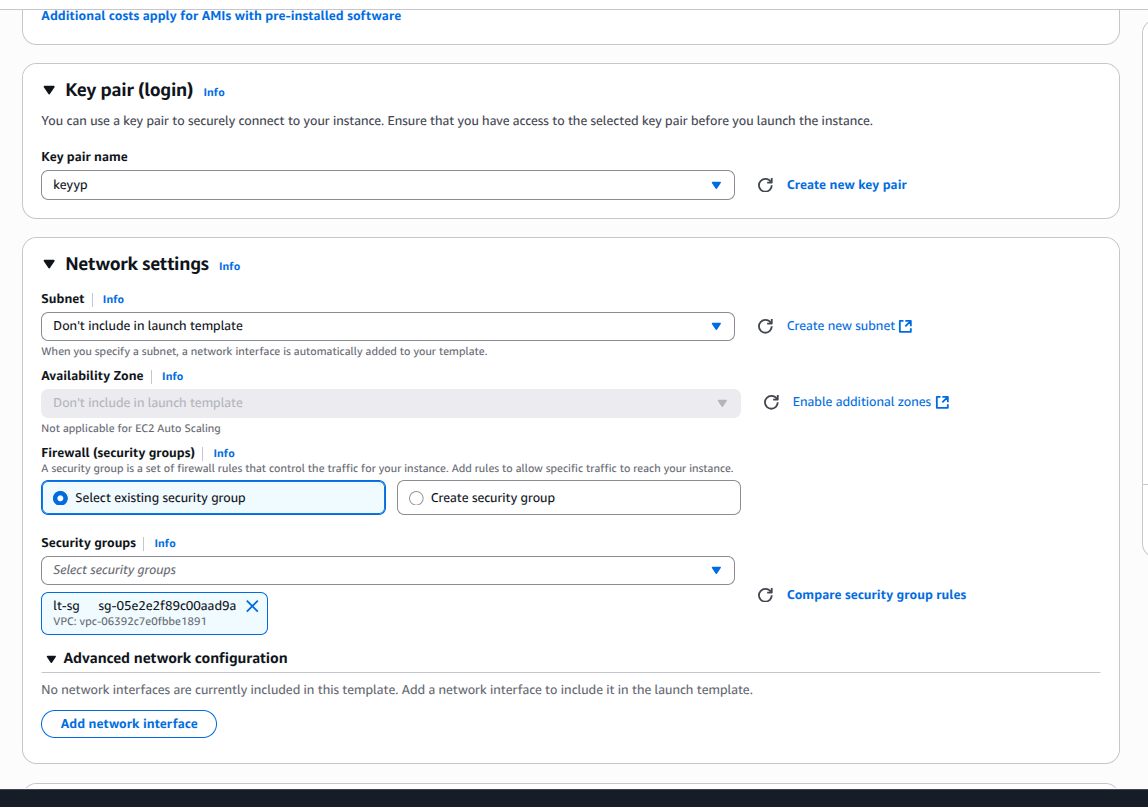 Additional costs apply for AMIs with pre-installed software
Key pair (login) Info
You can use a key pair to securely connect to your instance. Ensure that you have access to the selected key pair before you launch the instance.
Key pair name
keyyp
Create new key pair
Network settings Info
Subnet Info
Don't include in launch template
Create new subnet
When you specify a subnet, a network interface is automatically added to your template.
Availability Zone Info
Don't include in launch template
Enable additional zones
Not applicable for EC2 Auto Scaling
Firewall (security groups) Info
A security group is a set of firewall rules that control the traffic for your instance. Add rules to allow specific traffic to reach your instance.
Select existing security group
Create security group
Security groups Info
Select security groups
lt-sg sg-05e2e2f89c00aad9a
VPC: vpc-06392c7e0fbbe1891
Compare security group rules
Advanced network configuration
No network interfaces are currently included in this template. Add a network interface to include it in the launch template.
Add network interface